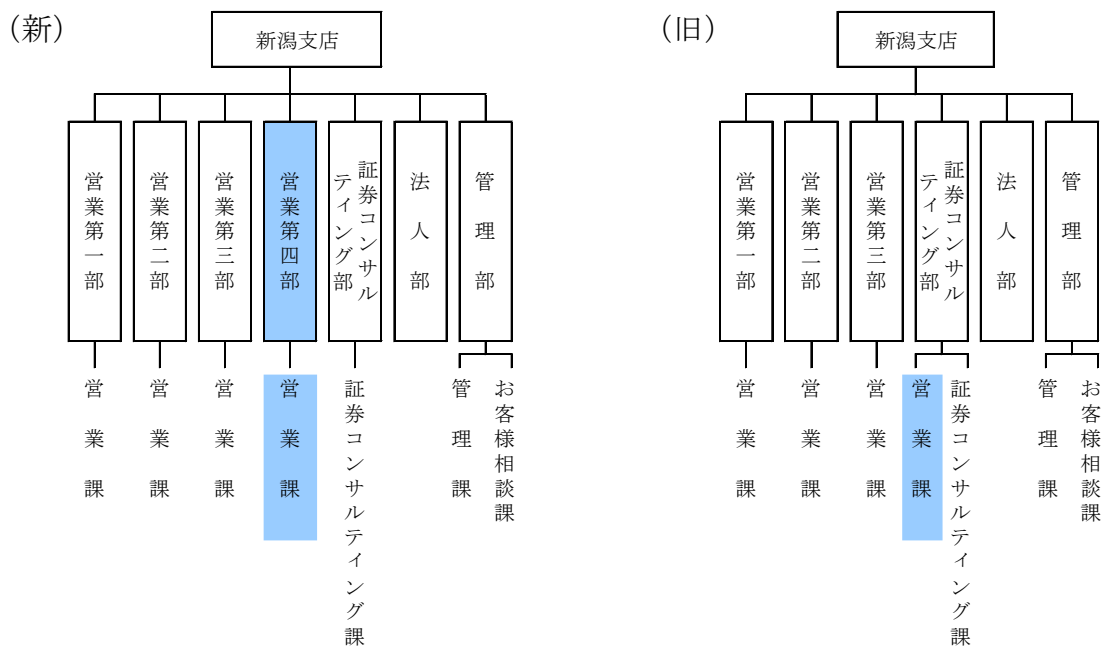 (新)
新潟支店
営業第一部
営業第二部
営業第三部
営業第四部
証券コンサル
ティング部
法人部
管理部
営業課
営業課
営業課
営業課
証券コンサルティング課
管理課
お客様相談課
(旧)
新潟支店
営業第一部
営業第二部
営業第三部
証券コンサル
ティング部
法人部
管理部
営業課
営業課
営業課
営業課
証券コンサルティング課
管理課
お客様相談課